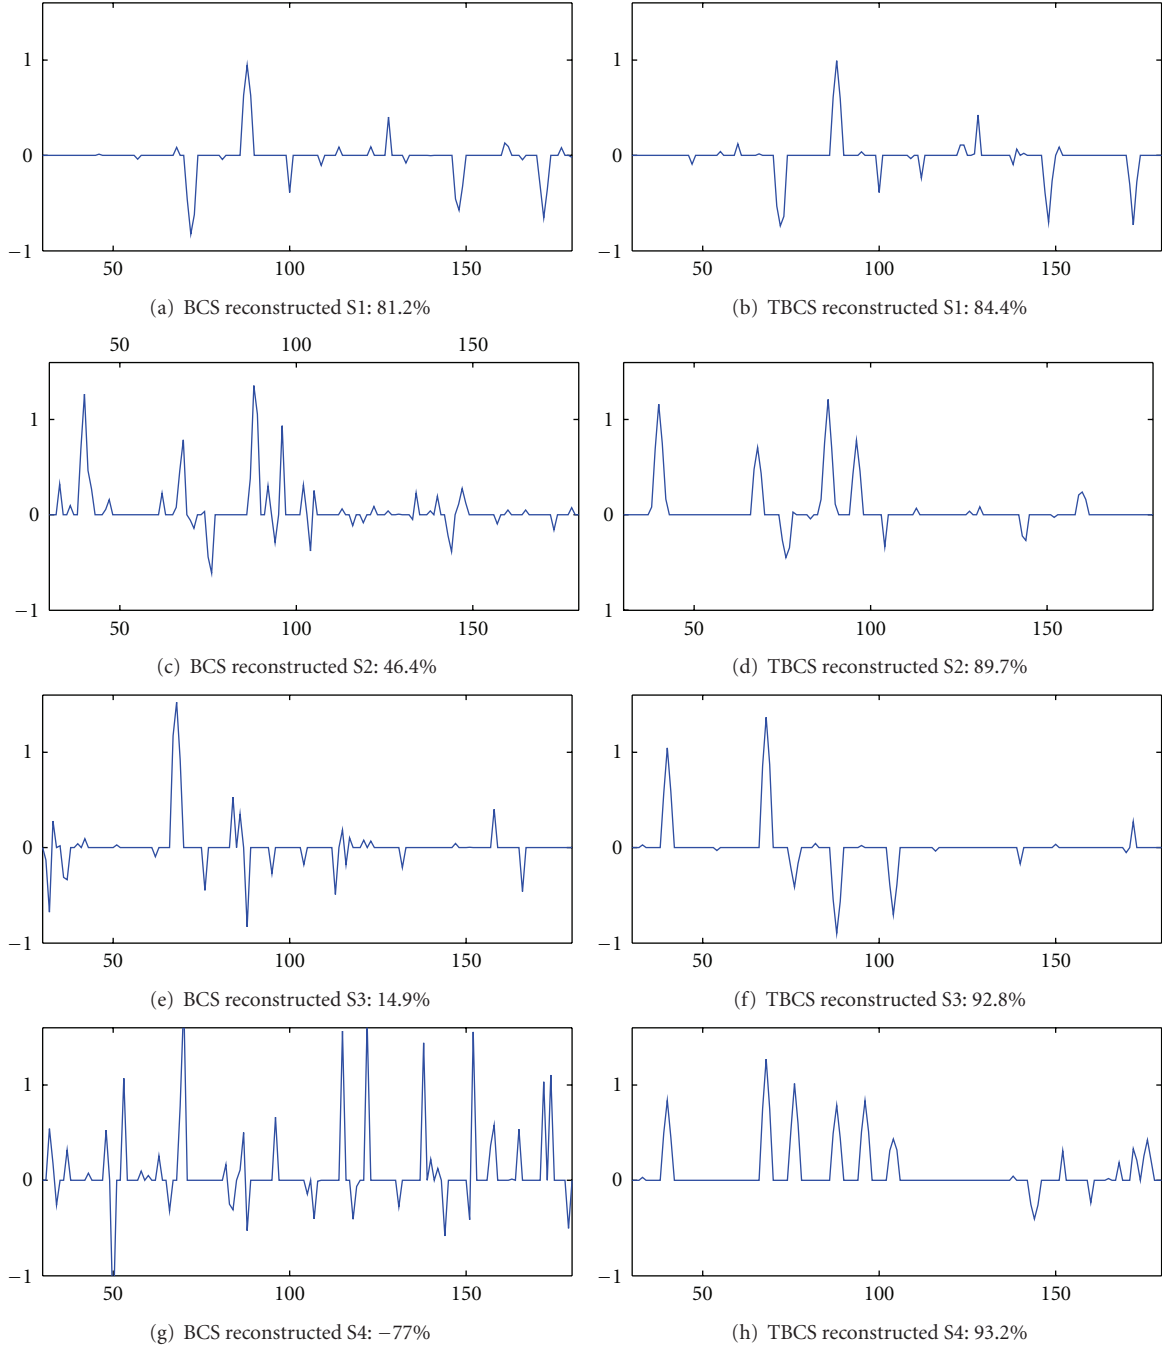 1
0
−1
50 100 150
(a) BCS reconstructed S1: 81.2%
1
0
−1
50 100 150
(b) TBCS reconstructed S1: 84.4%
50 100 150
1
0
−1
50 100 150
(c) BCS reconstructed S2: 46.4%
1
0
1
50 100 150
(d) TBCS reconstructed S2: 89.7%
1
0
−1
50 100 150
(e) BCS reconstructed S3: 14.9%
1
0
−1
50 100 150
(f) TBCS reconstructed S3: 92.8%
1
0
−1
50 100 150
(g) BCS reconstructed S4: −77%
1
0
−1
50 100 150
(h) TBCS reconstructed S4: 93.2%